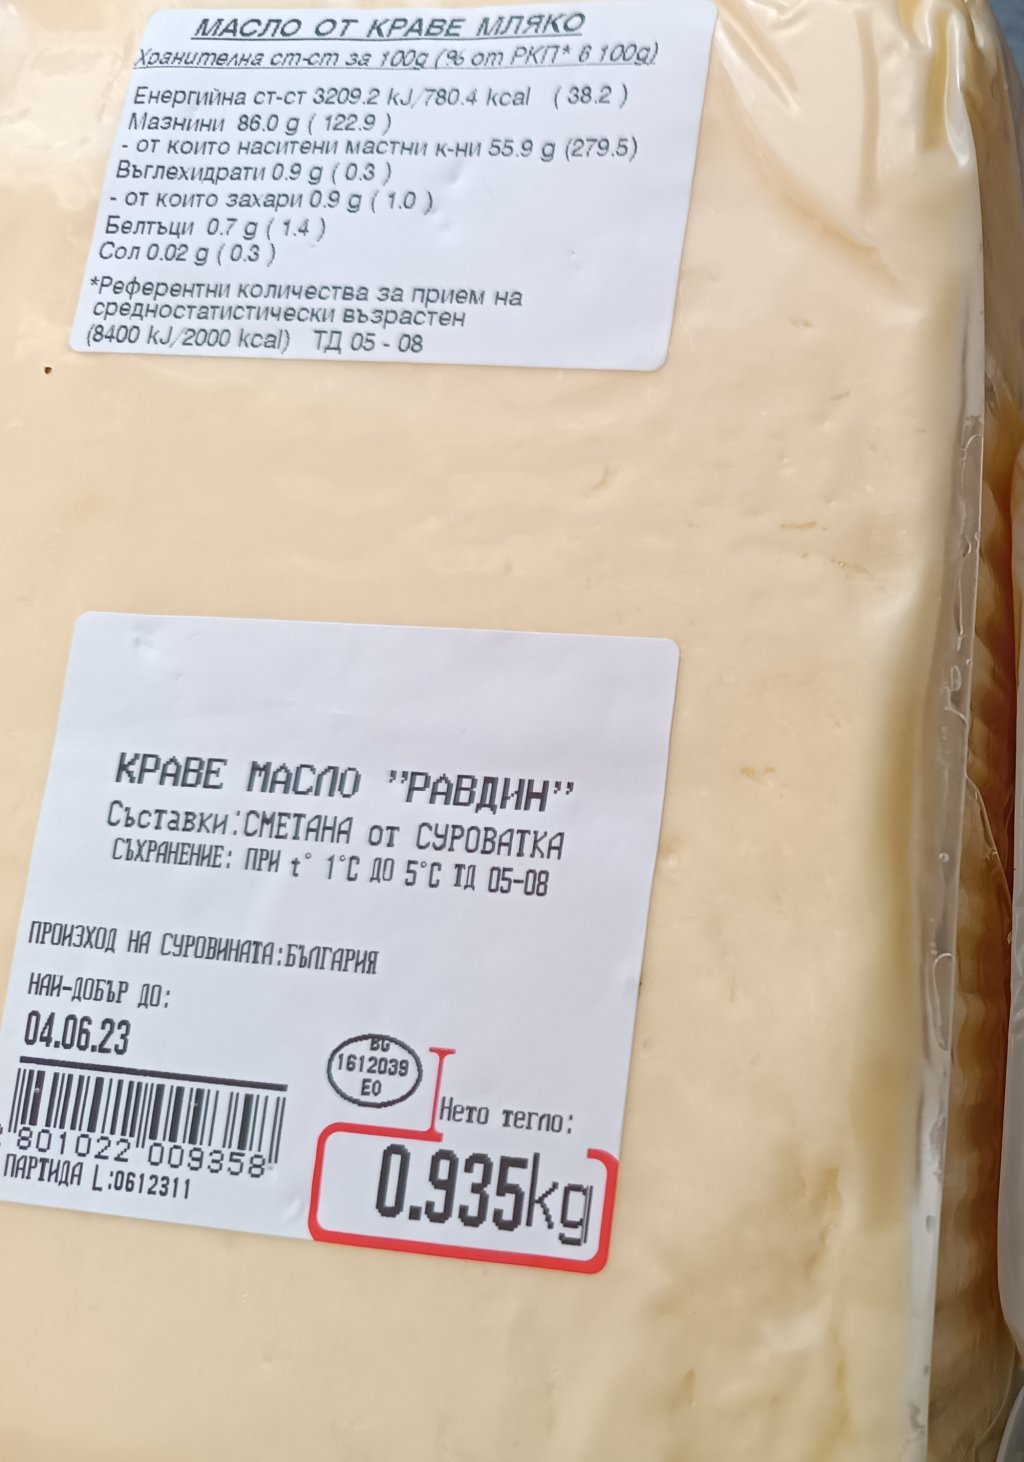 МАСЛО ОТ КРАВЕ МЛЯКО
Хранителна ст-ст за 100g (% от РКП* в 100g)
Енергийна ст-ст 3209.2 kJ/780.4 kcal ( 38.2 )
Мазнини 86.0 g ( 122.9 )
- от които наситени мастни к-ни 55.9 g (279.5)
Въглехидрати 0.9 g ( 0.3 )
- от които захари 0.9 g ( 1.0 )
Белтъци 0.7 g ( 1.4 )
Сол 0.02 g ( 0.3 )
*Референтни количества за прием на
средностатистически възрастен
(8400 kJ/2000 kcal) ТД 05 - 08
КРАВЕ МАСЛО "РАВДИН"
Съставки:СМЕТАНА от СУРОВАТКА
СЪХРАНЕНИЕ: ПРИ t° 1°C ДО 5°C ТД 05-08
ПРОИЗХОД НА СУРОВИНАТА:БЪЛГАРИЯ
НАЙ-ДОБЪР ДО:
04.06.23
BG
1612039
EO
Нето тегло:
0.935kg
801022 009358
ПАРТИДА L:0612311